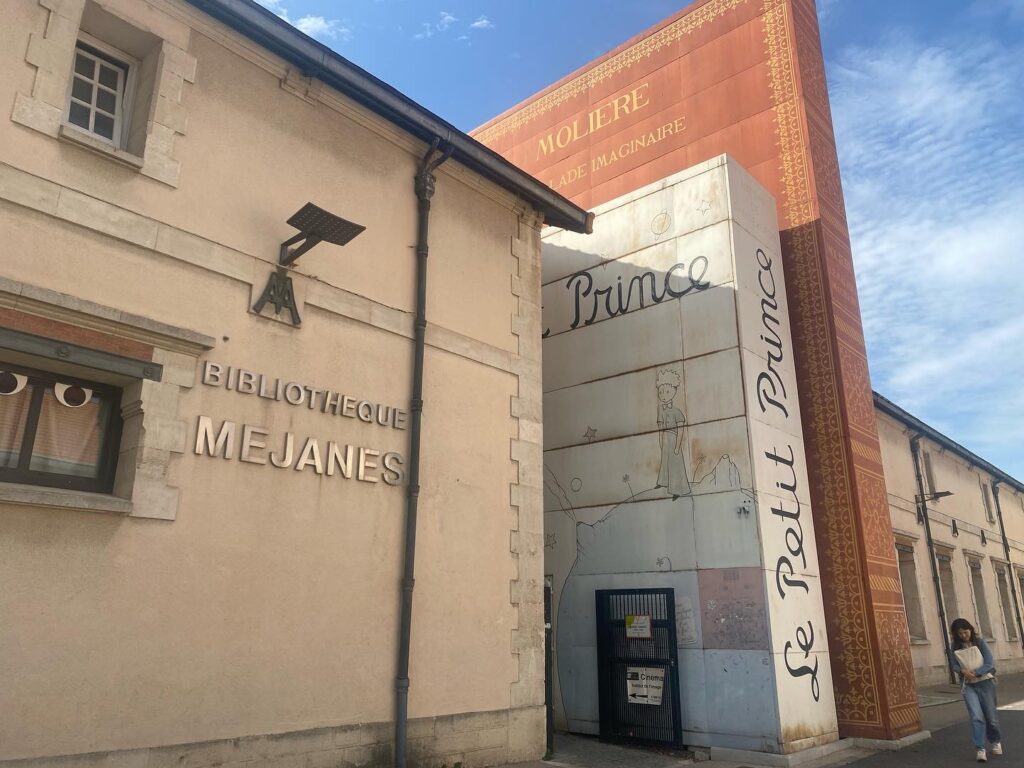 BIBLIOTHEQUE
MEJANES
MOLIERE
LADE IMAGINAIRE
Prince
Le Petit Prince
Cinéma